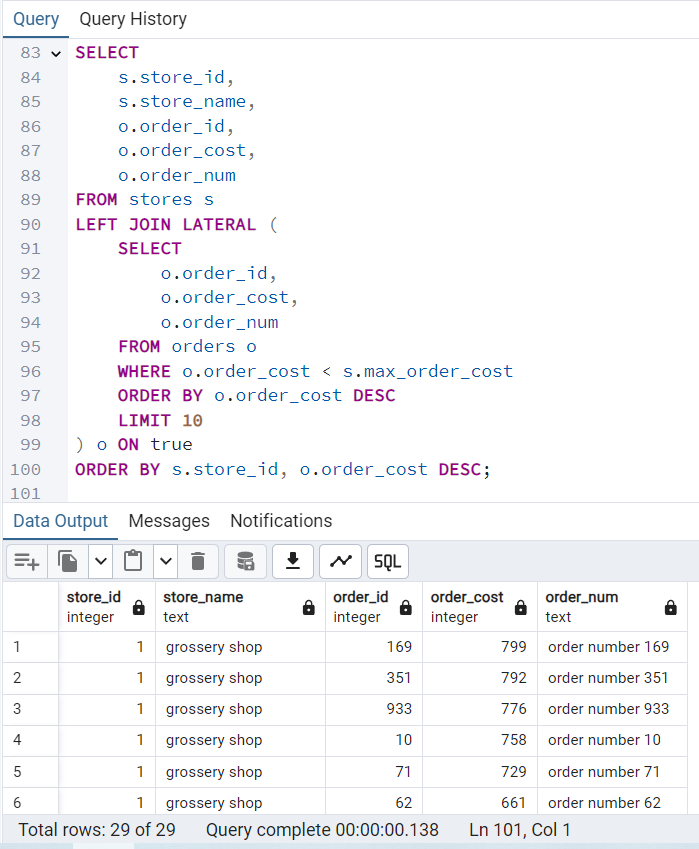 Query Query History
83 SELECT
84 s.store_id,
85 s.store_name,
86 o.order_id,
87 o.order_cost,
88 o.order_num
89 FROM stores s
90 LEFT JOIN LATERAL (
91 SELECT
92 o.order_id,
93 o.order_cost,
94 o.order_num
95 FROM orders o
96 WHERE o.order_cost < s.max_order_cost
97 ORDER BY o.order_cost DESC
98 LIMIT 10
99 ) o ON true
100 ORDER BY s.store_id, o.order_cost DESC;
101
Data Output Messages Notifications
SQL
store_id store_name order_id order_cost order_num
integer text integer integer text
1 1 grossery shop 169 799 order number 169
2 1 grossery shop 351 792 order number 351
3 1 grossery shop 933 776 order number 933
4 1 grossery shop 10 758 order number 10
5 1 grossery shop 71 729 order number 71
6 1 grossery shop 62 661 order number 62
Total rows: 29 of 29 Query complete 00:00:00.138 Ln 101, Col 1